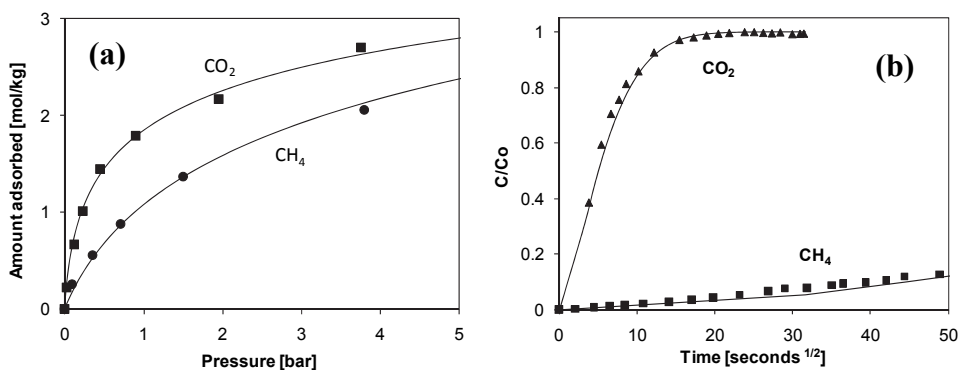 (a)
CO₂
CH₄
Amount adsorbed [mol/kg]
3
2
1
0
0 1 2 3 4 5
Pressure [bar]
(b)
CO₂
CH₄
C/Co
1
0.8
0.6
0.4
0.2
0
0 10 20 30 40 50
Time [seconds ¹/²]